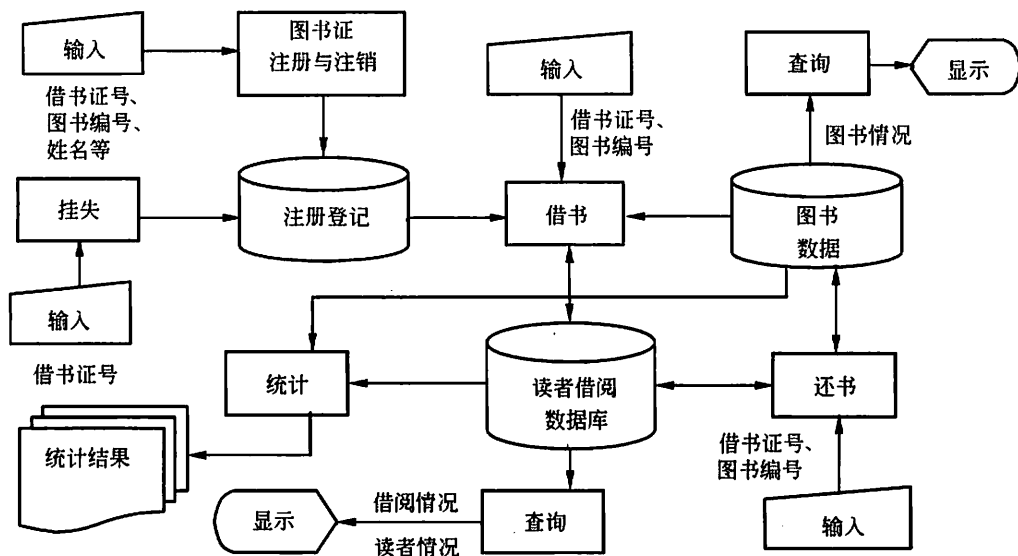 输入
图书证
注册与注销
输入
查询
显示
借书证号、
图书编号、
姓名等
借书证号、
图书编号
图书情况
挂失
注册登记
借书
图书
数据
输入
借书证号
统计
读者借阅
数据库
还书
统计结果
借书证号、
图书编号
显示
借阅情况
读者情况
查询
输入